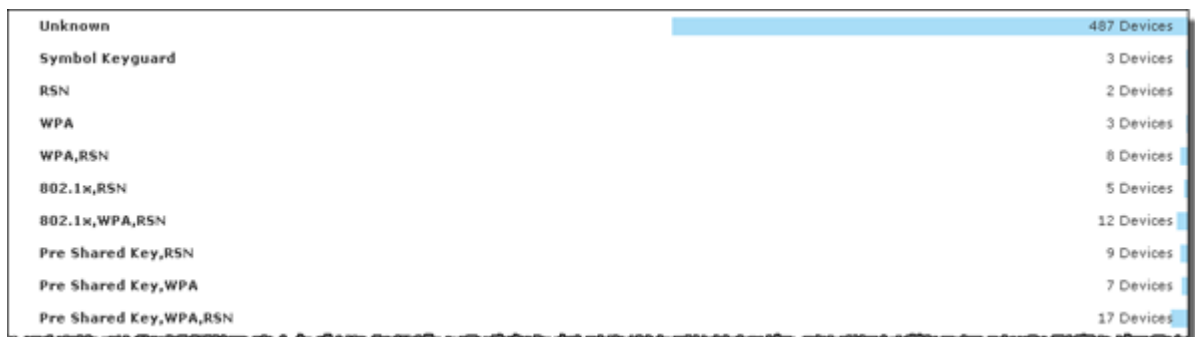 Unknown 487 Devices
Symbol Keyguard 3 Devices
RSN 2 Devices
WPA 3 Devices
WPA,RSN 8 Devices
802.1x,RSN 5 Devices
802.1x,WPA,RSN 12 Devices
Pre Shared Key,RSN 9 Devices
Pre Shared Key,WPA 7 Devices
Pre Shared Key,WPA,RSN 17 Devices